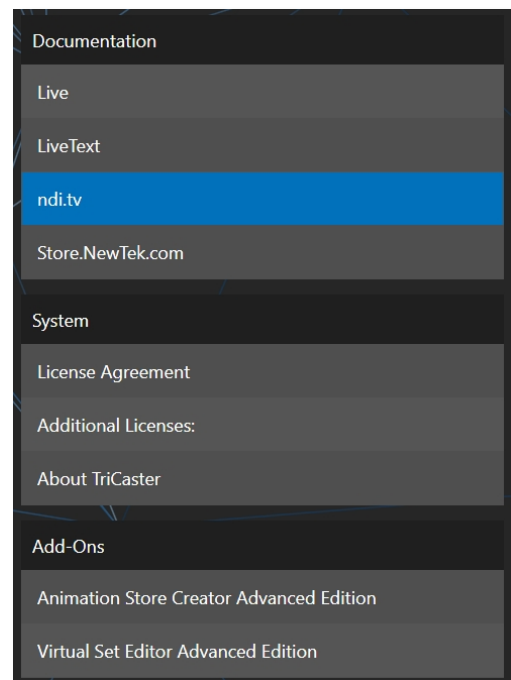 Documentation
Live
LiveText
ndi.tv
Store.NewTek.com
System
License Agreement
Additional Licenses:
About TriCaster
Add-Ons
Animation Store Creator Advanced Edition
Virtual Set Editor Advanced Edition